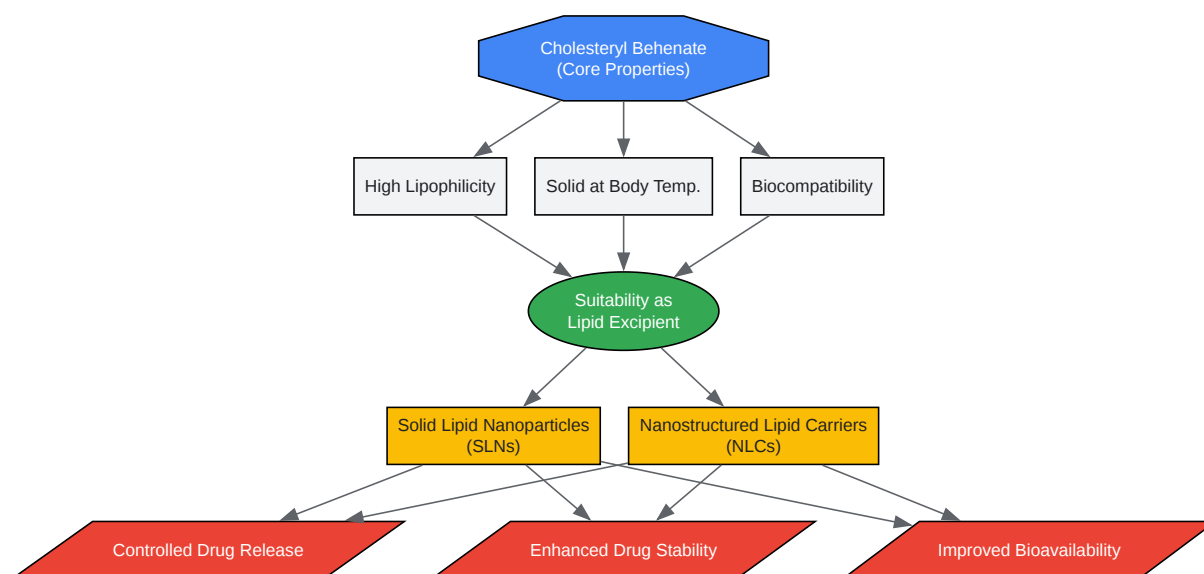 Cholesteryl Behenate
(Core Properties)
High Lipophilicity
Solid at Body Temp.
Biocompatibility
Suitability as
Lipid Excipient
Solid Lipid Nanoparticles
(SLNs)
Nanostructured Lipid Carriers
(NLCs)
Controlled Drug Release
Enhanced Drug Stability
Improved Bioavailability